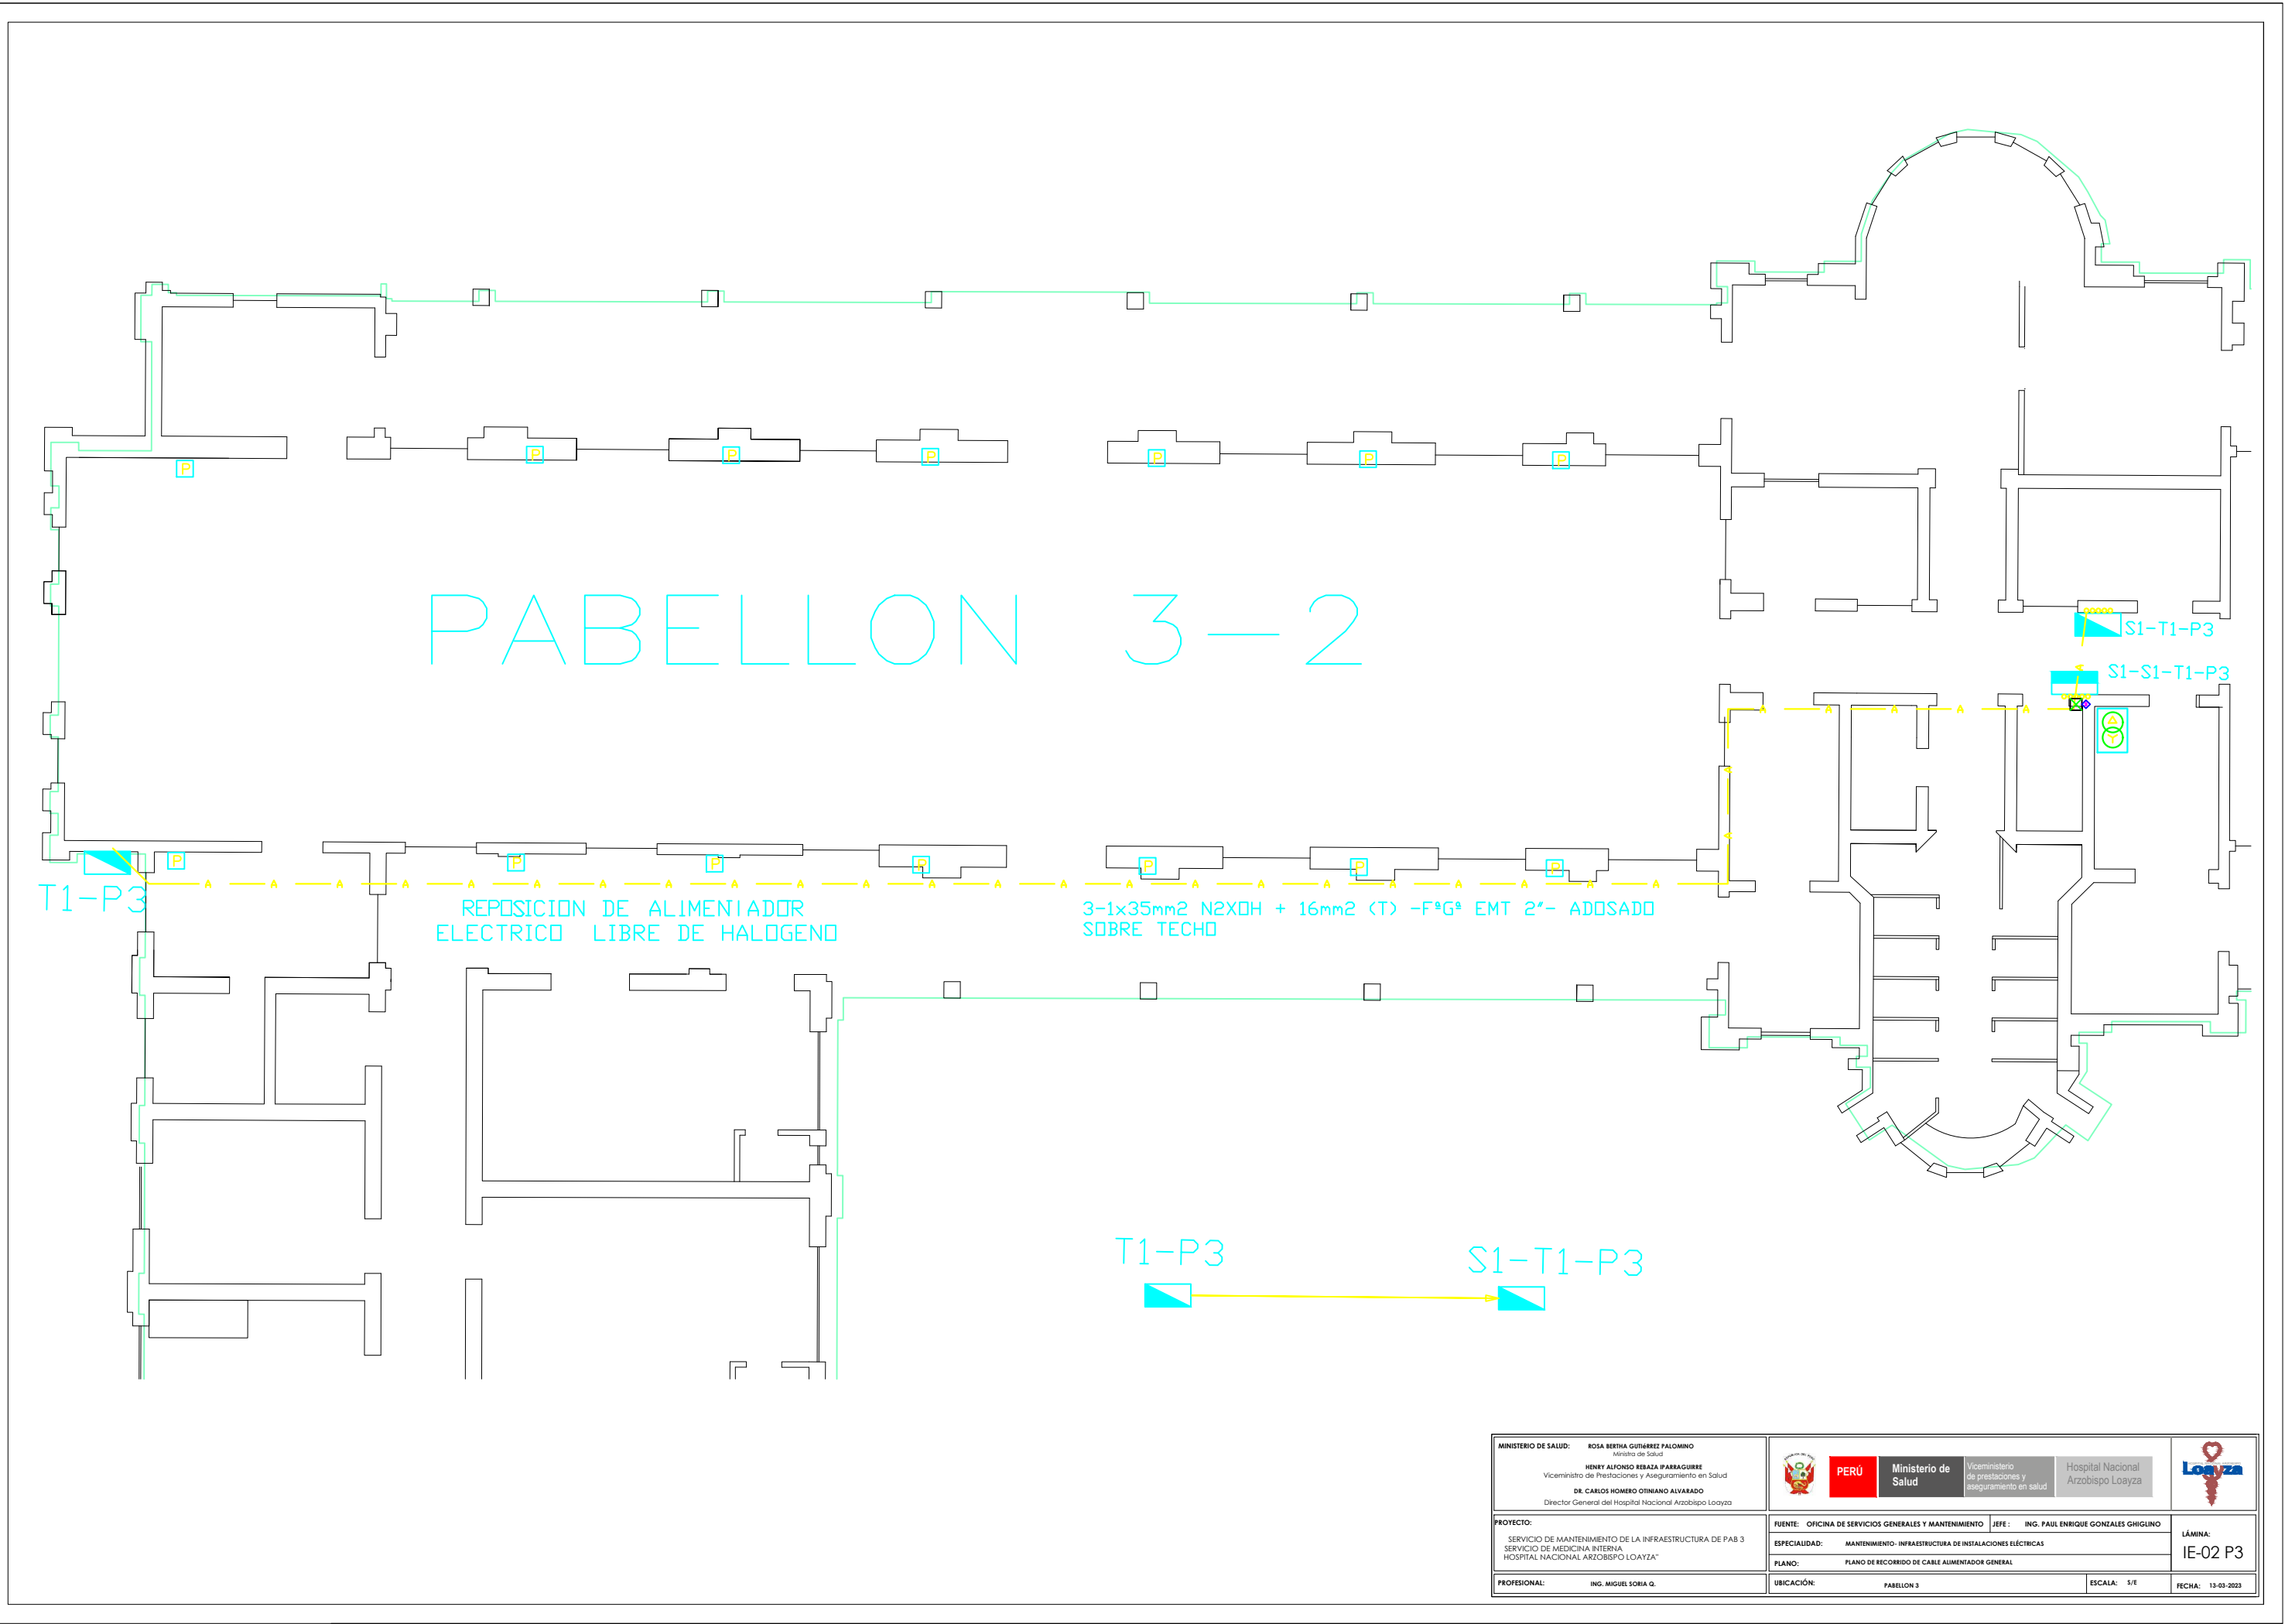 P
P
P
P
P
P
P
PABELLON 3-2
S1-T1-P3
A
S1-S1-T1-P3
A A A A A
Y
A
A
P
P
P
P
P
P
P
T1-P3
A A A A A A A A A A A A A A A A A A A A A A A
REPOSICION DE ALIMENTADOR
ELECTRICO LIBRE DE HALOGENO
3-1x35mm2 N2XOH + 16mm2 (T) -FºGº EMT 2"- ADOSADO
SOBRE TECHO
T1-P3
S1-T1-P3
MINISTERIO DE SALUD: ROSA BERTHA GUTIéRREZ PALOMINO
Ministra de Salud
HENRY ALFONSO REBAZA IPARRAGUIRRE
Viceministro de Prestaciones y Aseguramiento en Salud
DR. CARLOS HOMERO OTINIANO ALVARADO
Director General del Hospital Nacional Arzobispo Loayza
PERÚ
Ministerio de
Salud
Viceministerio
de prestaciones y
aseguramiento en salud
Hospital Nacional
Arzobispo Loayza
Loayza
PROYECTO:
SERVICIO DE MANTENIMIENTO DE LA INFRAESTRUCTURA DE PAB 3
SERVICIO DE MEDICINA INTERNA
HOSPITAL NACIONAL ARZOBISPO LOAYZA"
FUENTE: OFICINA DE SERVICIOS GENERALES Y MANTENIMIENTO
JEFE : ING. PAUL ENRIQUE GONZALES GHIGLINO
ESPECIALIDAD: MANTENIMIENTO- INFRAESTRUCTURA DE INSTALACIONES ELÉCTRICAS
PLANO: PLANO DE RECORRIDO DE CABLE ALIMENTADOR GENERAL
LÁMINA:
IE-02 P3
PROFESIONAL: ING. MIGUEL SORIA Q.
UBICACIÓN: PABELLON 3
ESCALA: S/E
FECHA: 13-03-2023